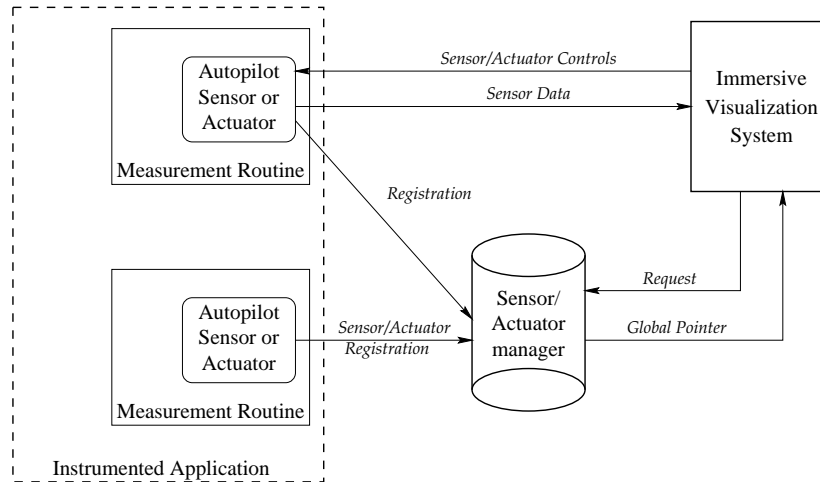 Autopilot
Sensor or
Actuator
Measurement Routine
Sensor/Actuator Controls
Sensor Data
Immersive
Visualization
System
Registration
Request
Global Pointer
Sensor/
Actuator
manager
Autopilot
Sensor or
Actuator
Measurement Routine
Sensor/Actuator
Registration
Instrumented Application